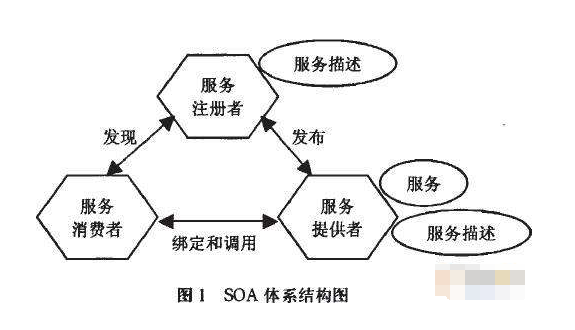 服务描述
服务
注册者
发现
发布
服务
服务
消费者
服务
提供者
服务描述
绑定和调用
图1 SOA 体系结构图